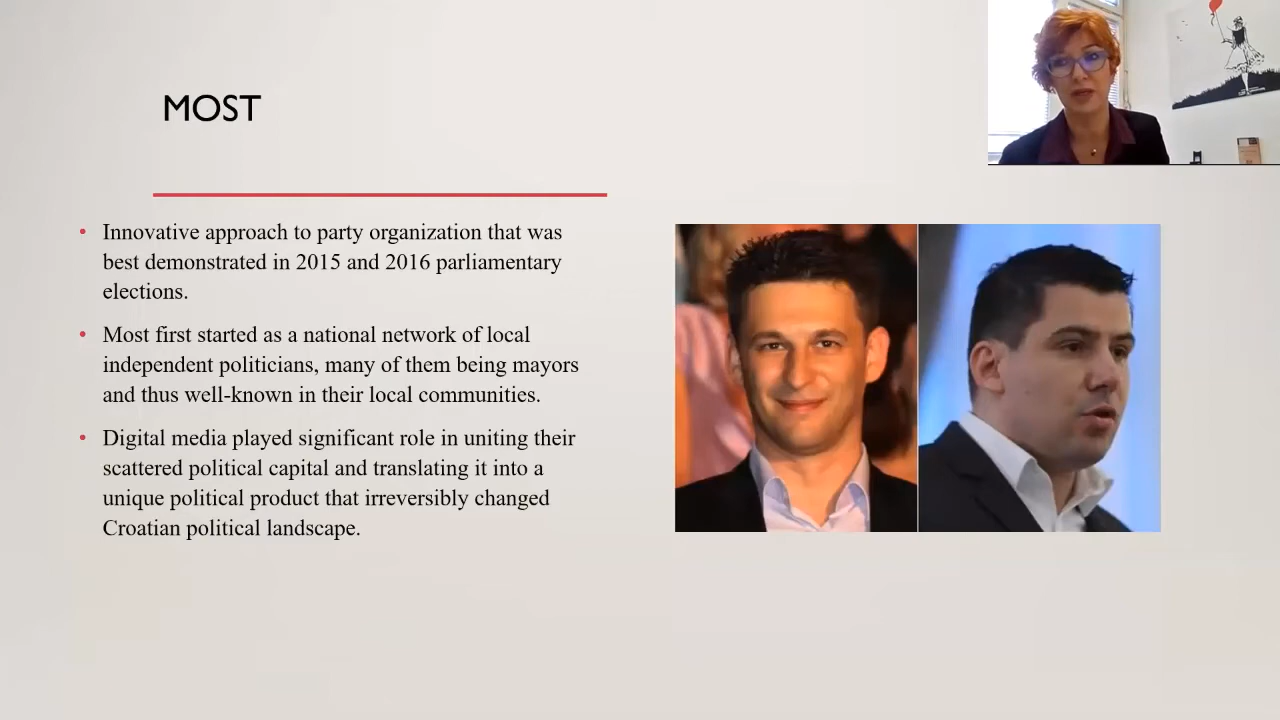 MOST
• Innovative approach to party organization that was
best demonstrated in 2015 and 2016 parliamentary
elections.
• Most first started as a national network of local
independent politicians, many of them being mayors
and thus well-known in their local communities.
• Digital media played significant role in uniting their
scattered political capital and translating it into a
unique political product that irreversibly changed
Croatian political landscape.